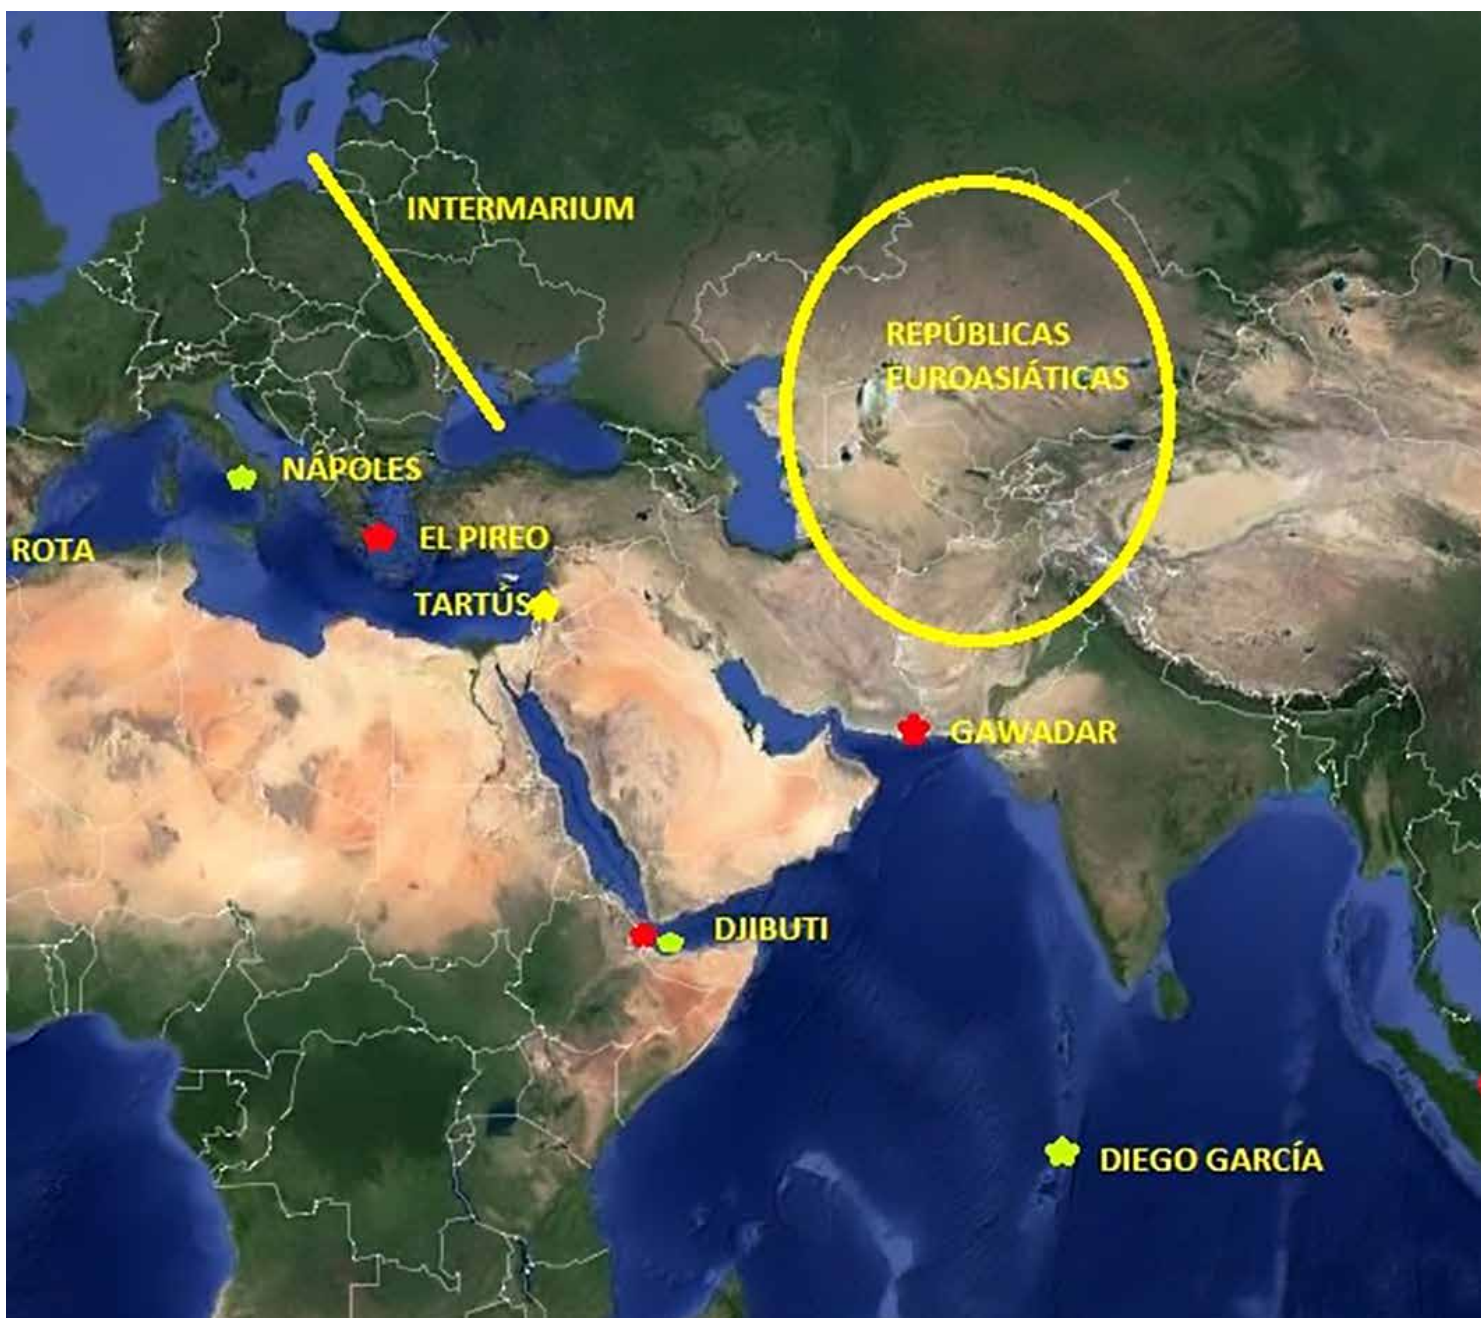 INTERMARIUM
REPÚBLICAS
EUROASIÁTICAS
NÁPOLES
EL PIREO
ROTA
TARTÚS
GAWADAR
DJIBUTI
DIEGO GARCÍA